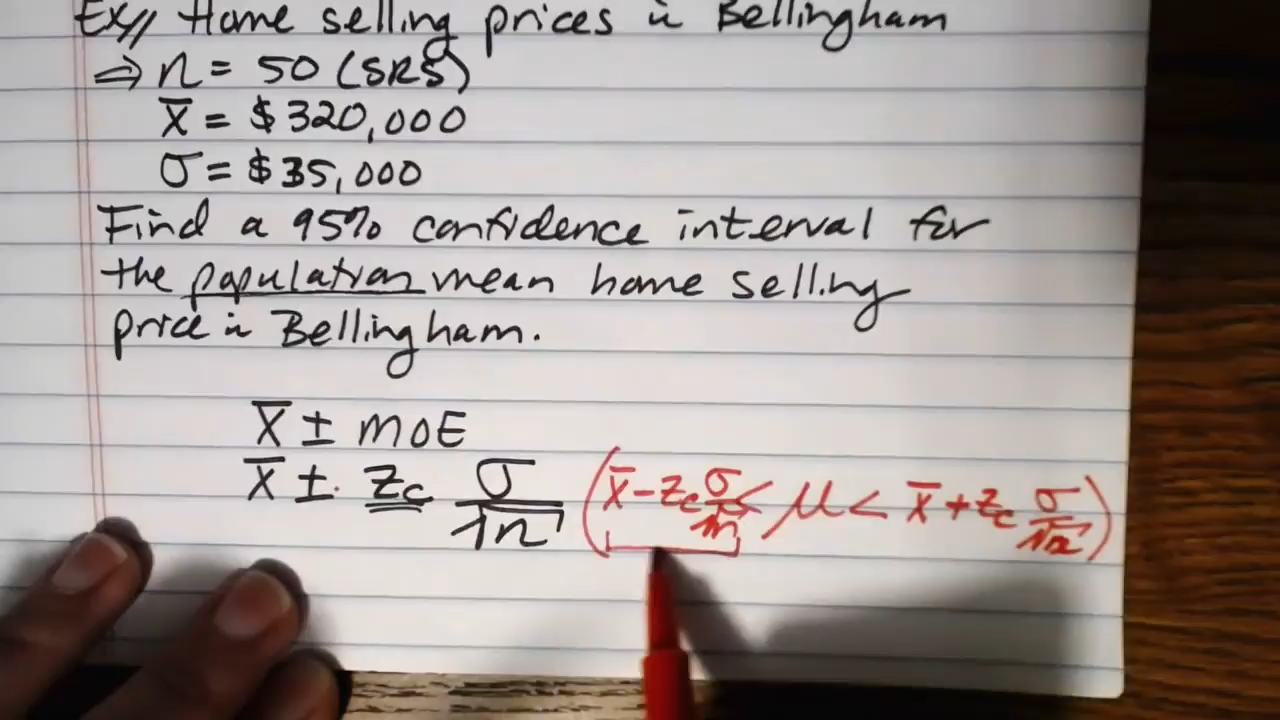 Ex// Home selling prices in Bellingham
⇒ n = 50 (SRS)
x̄ = $320,000
σ = $35,000
Find a 95% confidence interval for
the population mean home selling
price in Bellingham.
x̄ ± MOE
x̄ ± z_c σ/√n (x̄ - z_c σ/√n < μ < x̄ + z_c σ/√n)